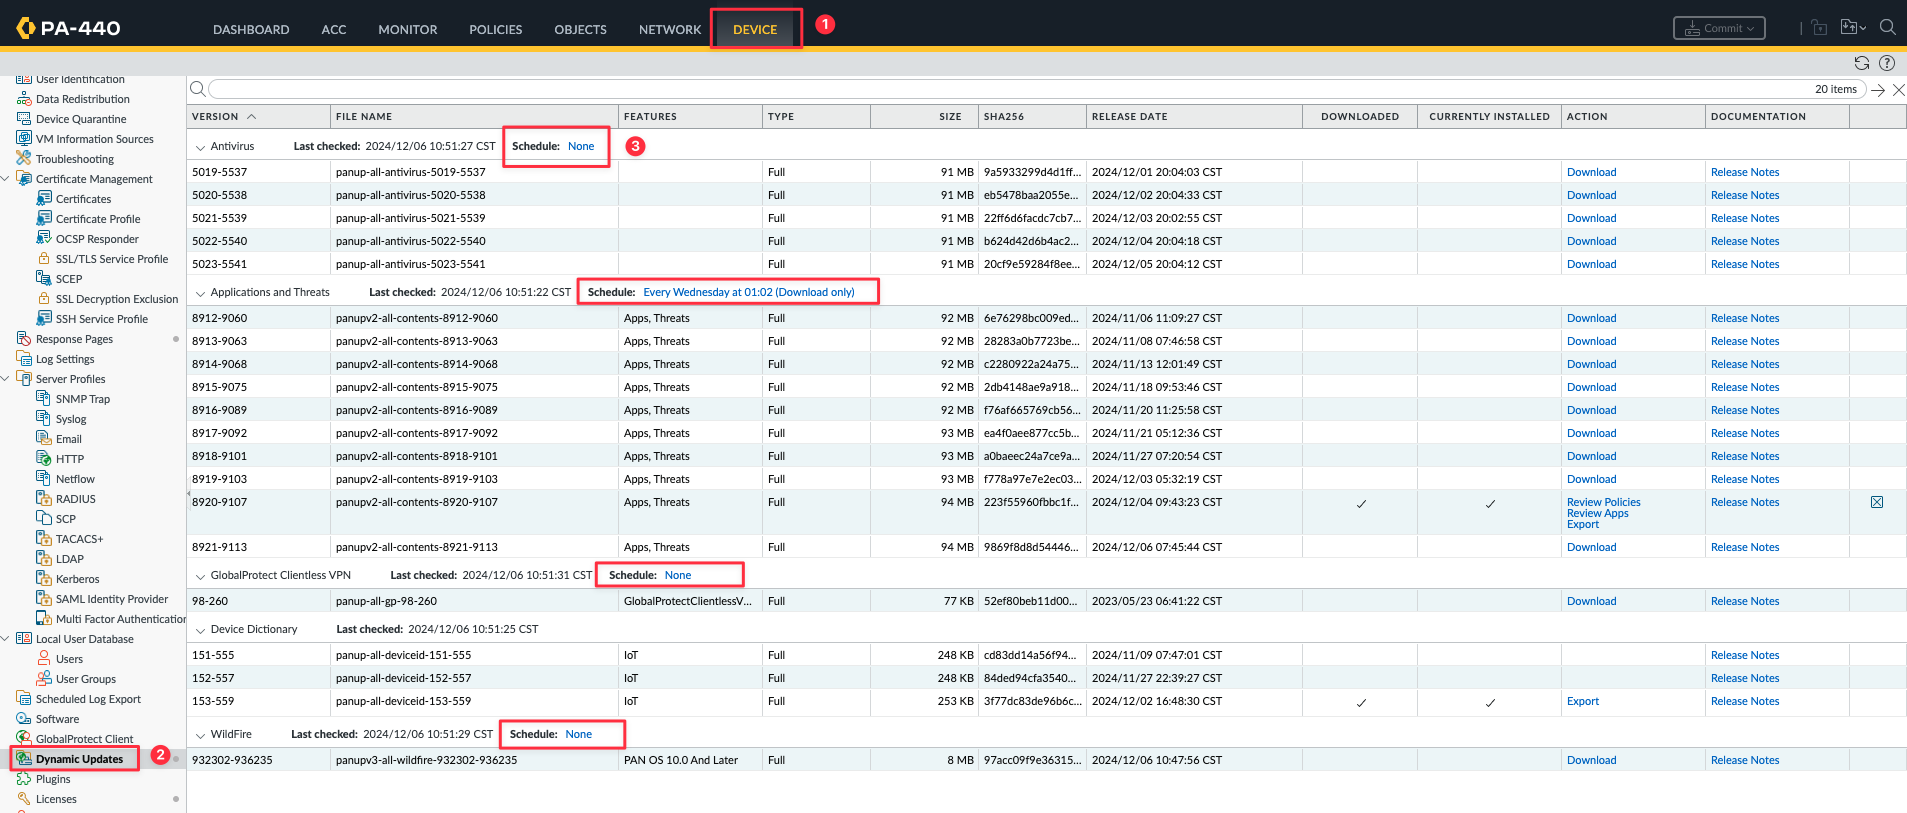 PA-440 DASHBOARD ACC MONITOR POLICIES OBJECTS NETWORK DEVICE 1 Commit
User Identification
Data Redistribution
Device Quarantine
VM Information Sources
Troubleshooting
Certificate Management
Certificates
Certificate Profile
OCSP Responder
SSL/TLS Service Profile
SCEP
SSL Decryption Exclusion
SSH Service Profile
Response Pages
Log Settings
Server Profiles
SNMP Trap
Syslog
Email
HTTP
Netflow
RADIUS
SCP
TACACS+
LDAP
Kerberos
SAML Identity Provider
Multi Factor Authentication
Local User Database
Users
User Groups
Scheduled Log Export
Software
GlobalProtect Client
Dynamic Updates 2
Plugins
Licenses
20 items
VERSION FILE NAME FEATURES TYPE SIZE SHA256 RELEASE DATE DOWNLOADED CURRENTLY INSTALLED ACTION DOCUMENTATION
Antivirus Last checked: 2024/12/06 10:51:27 CST Schedule: None 3
5019-5537 panup-all-antivirus-5019-5537 Full 91 MB 9a5933299d4d1ff... 2024/12/01 20:04:03 CST Download Release Notes
5020-5538 panup-all-antivirus-5020-5538 Full 91 MB eb5478baa2055e... 2024/12/02 20:04:33 CST Download Release Notes
5021-5539 panup-all-antivirus-5021-5539 Full 91 MB 22ff6d6facdc7cb7... 2024/12/03 20:02:55 CST Download Release Notes
5022-5540 panup-all-antivirus-5022-5540 Full 91 MB b624d42d6b4ac2... 2024/12/04 20:04:18 CST Download Release Notes
5023-5541 panup-all-antivirus-5023-5541 Full 91 MB 20cf9e59284f8ee... 2024/12/05 20:04:12 CST Download Release Notes
Applications and Threats Last checked: 2024/12/06 10:51:22 CST Schedule: Every Wednesday at 01:02 (Download only)
8912-9060 panupv2-all-contents-8912-9060 Apps, Threats Full 92 MB 6e76298bc009ed... 2024/11/06 11:09:27 CST Download Release Notes
8913-9063 panupv2-all-contents-8913-9063 Apps, Threats Full 92 MB 28283a0b7723be... 2024/11/08 07:46:58 CST Download Release Notes
8914-9068 panupv2-all-contents-8914-9068 Apps, Threats Full 92 MB c2280922a24a75... 2024/11/13 12:01:49 CST Download Release Notes
8915-9075 panupv2-all-contents-8915-9075 Apps, Threats Full 92 MB 2db4148ae9a918... 2024/11/18 09:53:46 CST Download Release Notes
8916-9089 panupv2-all-contents-8916-9089 Apps, Threats Full 92 MB f76af665769cb56... 2024/11/20 11:25:58 CST Download Release Notes
8917-9092 panupv2-all-contents-8917-9092 Apps, Threats Full 93 MB ea4f0aee877cc5b... 2024/11/21 05:12:36 CST Download Release Notes
8918-9101 panupv2-all-contents-8918-9101 Apps, Threats Full 93 MB a0baeec24a7ce9a... 2024/11/27 07:20:54 CST Download Release Notes
8919-9103 panupv2-all-contents-8919-9103 Apps, Threats Full 93 MB f778a97e7e2ec03... 2024/12/03 05:32:19 CST Download Release Notes
8920-9107 panupv2-all-contents-8920-9107 Apps, Threats Full 94 MB 223f55960fbbc1f... 2024/12/04 09:43:23 CST ✓ ✓ Review Policies Release Notes
Review Apps
Export
8921-9113 panupv2-all-contents-8921-9113 Apps, Threats Full 94 MB 9869f8d8d54446... 2024/12/06 07:45:44 CST Download Release Notes
GlobalProtect Clientless VPN Last checked: 2024/12/06 10:51:31 CST Schedule: None
98-260 panup-all-gp-98-260 GlobalProtectClientlessV... Full 77 KB 52ef80beb11d00... 2023/05/23 06:41:22 CST Download Release Notes
Device Dictionary Last checked: 2024/12/06 10:51:25 CST
151-555 panup-all-deviceid-151-555 IoT Full 248 KB cd83dd14a56f94... 2024/11/09 07:47:01 CST Release Notes
152-557 panup-all-deviceid-152-557 IoT Full 248 KB 84ded94cfa3540... 2024/11/27 22:39:27 CST Release Notes
153-559 panup-all-deviceid-153-559 IoT Full 253 KB 3f77dc83de96b6c... 2024/12/02 16:48:30 CST ✓ ✓ Export Release Notes
WildFire Last checked: 2024/12/06 10:51:29 CST Schedule: None
932302-936235 panupv3-all-wildfire-932302-936235 PAN OS 10.0 And Later Full 8 MB 97acc09f9e36315... 2024/12/06 10:47:56 CST Download Release Notes